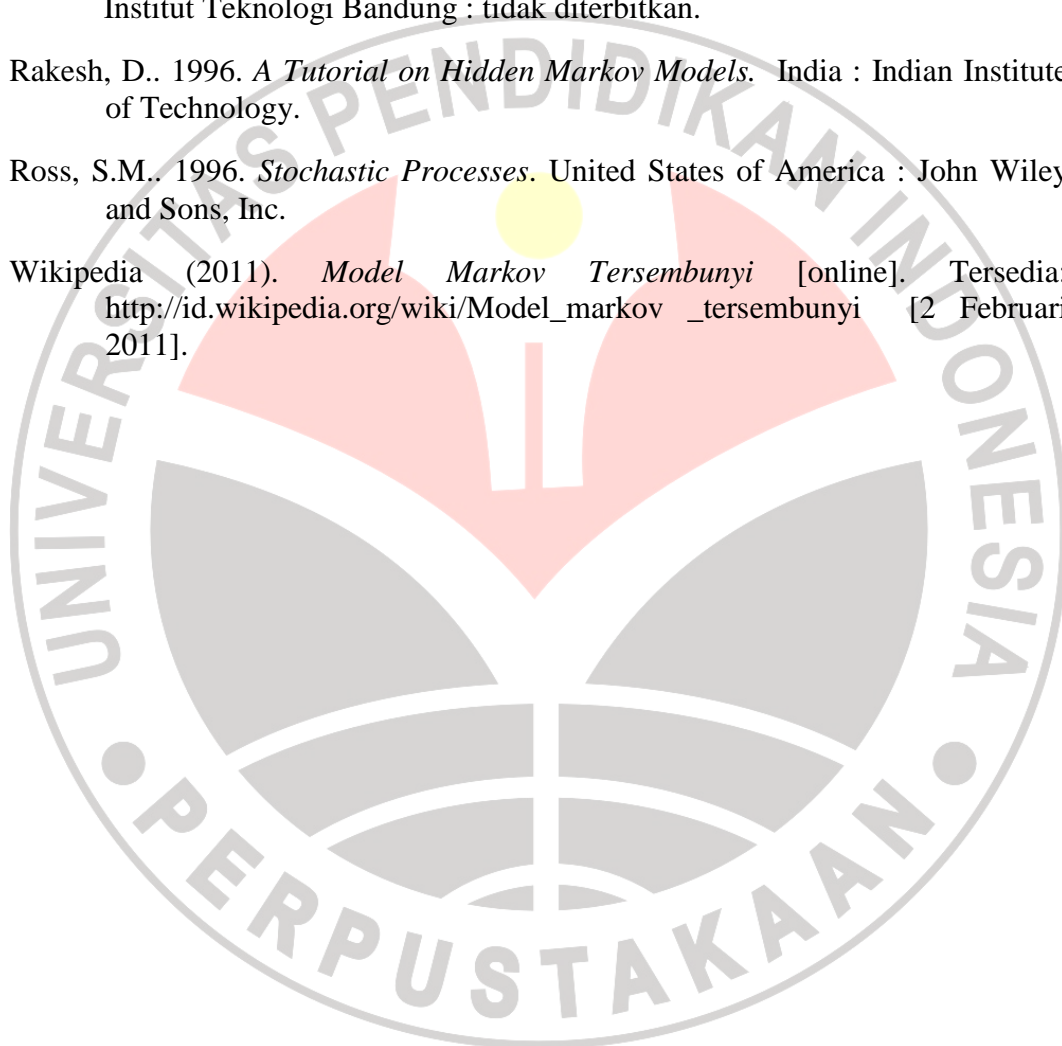 Institut Teknologi Bandung : tidak diterbitkan.
Rakesh, D.. 1996. A Tutorial on Hidden Markov Models. India : Indian Institute
of Technology.
Ross, S.M.. 1996. Stochastic Processes. United States of America : John Wiley
and Sons, Inc.
Wikipedia (2011). Model Markov Tersembunyi [online]. Tersedia:
http://id.wikipedia.org/wiki/Model_markov _tersembunyi [2 Februari
2011].
UNIVERSITAS PENDIDIKAN INDONESIA
PERPUSTAKAAN